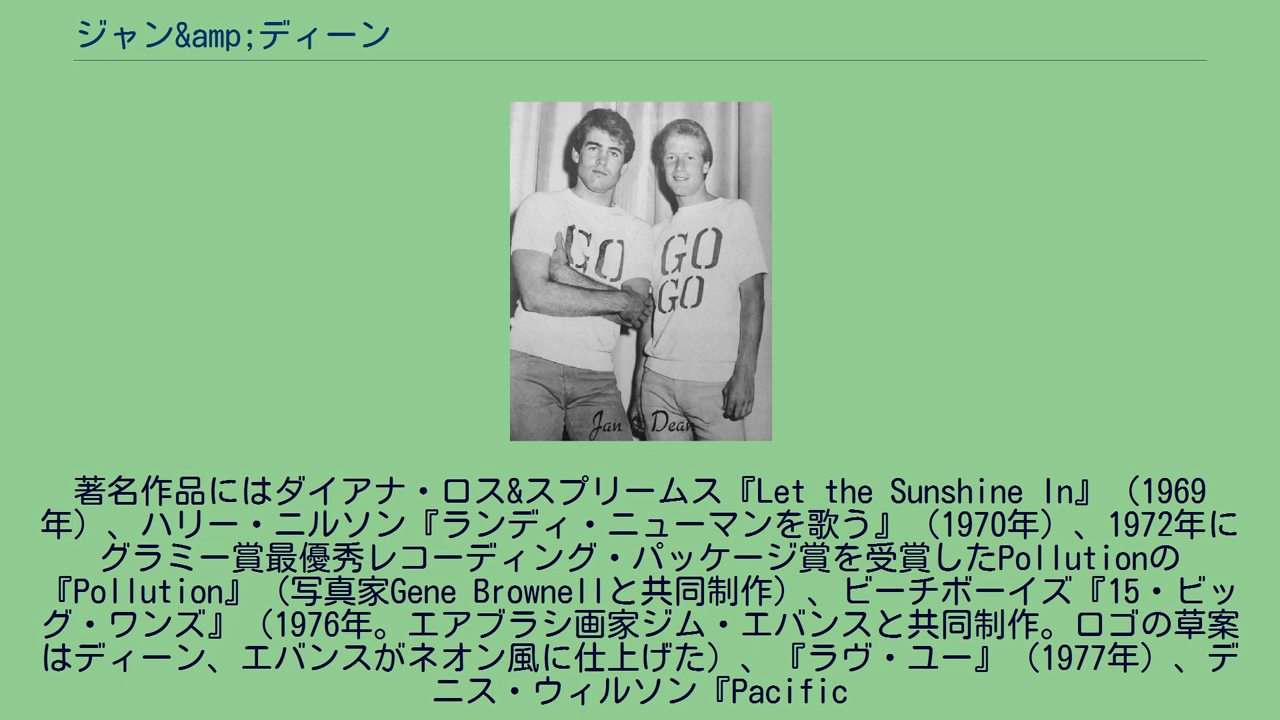 ジャン&amp;ディーン
GO GO
GO
Jan & Dean
著名作品にはダイアナ・ロス&スプリームス『Let the Sunshine In』（1969
年）、ハリー・ニルソン『ランディ・ニューマンを歌う』（1970年）、1972年に
グラミー賞最優秀レコーディング・パッケージ賞を受賞したPollutionの
『Pollution』（写真家Gene Brownellと共同制作）、ビーチボーイズ『15・ビッ
グ・ワンズ』（1976年。エアブラシ画家ジム・エバンスと共同制作。ロゴの草案
はディーン、エバンスがネオン風に仕上げた）、『ラヴ・ユー』（1977年）、デ
ニス・ウィルソン『Pacific